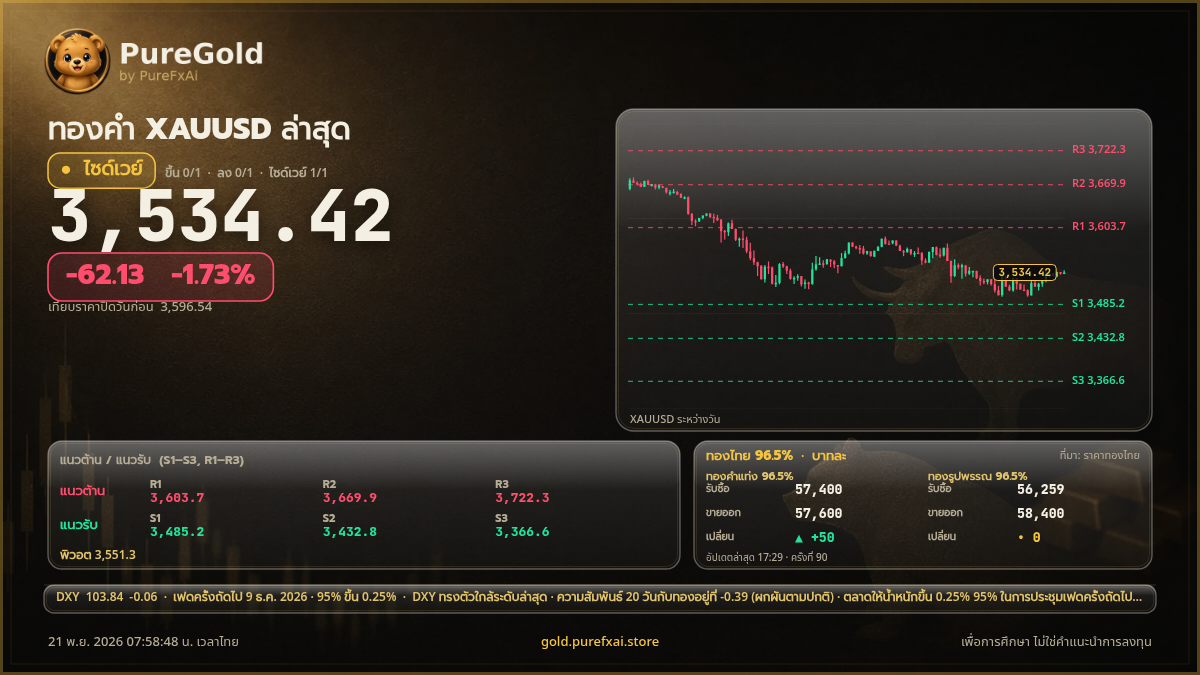 PureGold
by PureFxAi
ทองคำ XAUUSD ล่าสุด
• ไซด์เวย์ ขึ้น 0/1 · ลง 0/1 · ไซด์เวย์ 1/1
3,534.42
-62.13 -1.73%
เทียบราคาปิดวันก่อน 3,596.54
R3 3,722.3
R2 3,669.9
R1 3,603.7
3,534.42
S1 3,485.2
S2 3,432.8
S3 3,366.6
XAUUSD ระหว่างวัน
แนวต้าน / แนวรับ (S1–S3, R1–R3)
R1 R2 R3
แนวต้าน 3,603.7 3,669.9 3,722.3
S1 S2 S3
แนวรับ 3,485.2 3,432.8 3,366.6
พิวอต 3,551.3
ทองไทย 96.5% · บาทละ ที่มา: ราคาทองไทย
ทองคำแท่ง 96.5% ทองรูปพรรณ 96.5%
รับซื้อ 57,400 รับซื้อ 56,259
ขายออก 57,600 ขายออก 58,400
เปลี่ยน ▲ +50 เปลี่ยน • 0
อัปเดตล่าสุด 17:29 · ครั้งที่ 90
DXY 103.84 -0.06 · เฟดครั้งถัดไป 9 ธ.ค. 2026 · 95% ขึ้น 0.25% · DXY ทรงตัวใกล้ระดับล่าสุด · ความสัมพันธ์ 20 วันกับทองอยู่ที่ -0.39 (ผกผันตามปกติ) · ตลาดให้น้ำหนักขึ้น 0.25% 95% ในการประชุมเฟดครั้งถัดไป...
21 พ.ย. 2026 07:58:48 น. เวลาไทย
gold.purefxai.store
เพื่อการศึกษา ไม่ใช่คำแนะนำการลงทุน